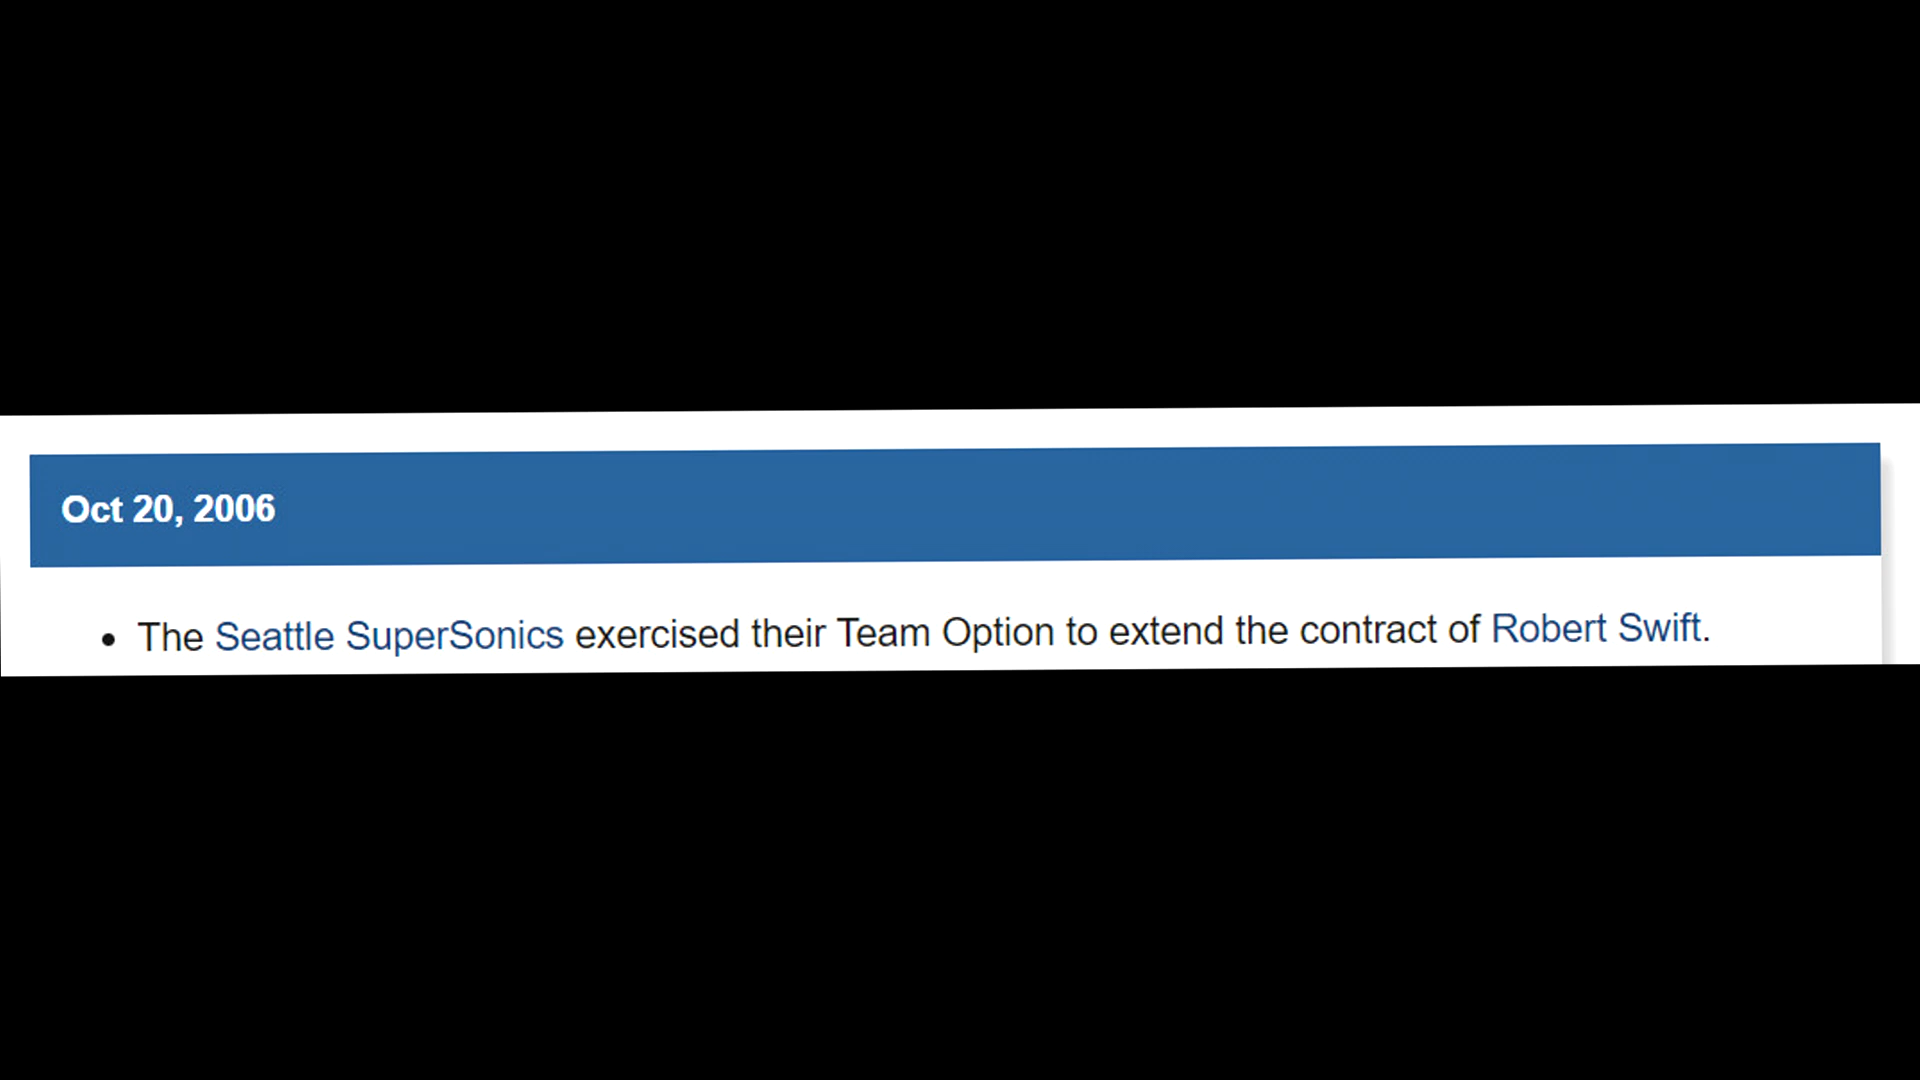 Oct 20, 2006
• The Seattle SuperSonics exercised their Team Option to extend the contract of Robert Swift.